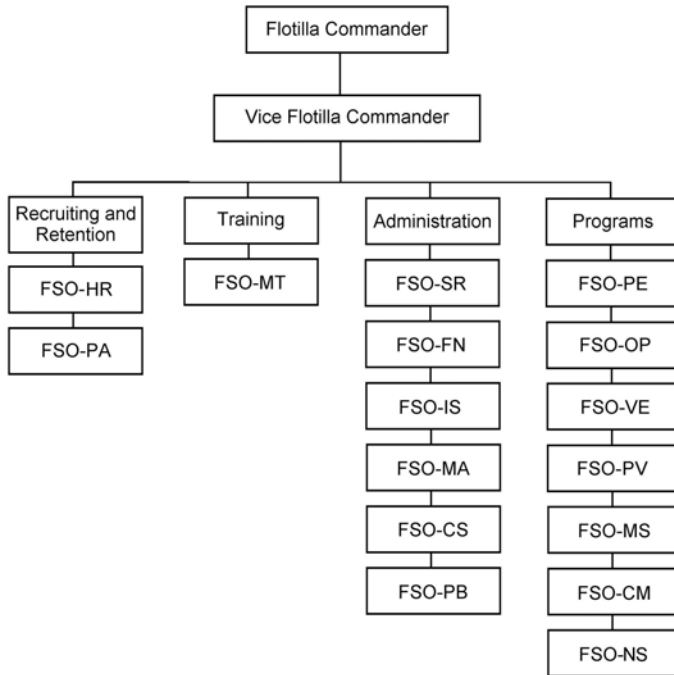 Flotilla Commander
Vice Flotilla Commander
Recruiting and
Retention
FSO-HR
FSO-PA
Training
FSO-MT
Administration
FSO-SR
FSO-FN
FSO-IS
FSO-MA
FSO-CS
FSO-PB
Programs
FSO-PE
FSO-OP
FSO-VE
FSO-PV
FSO-MS
FSO-CM
FSO-NS